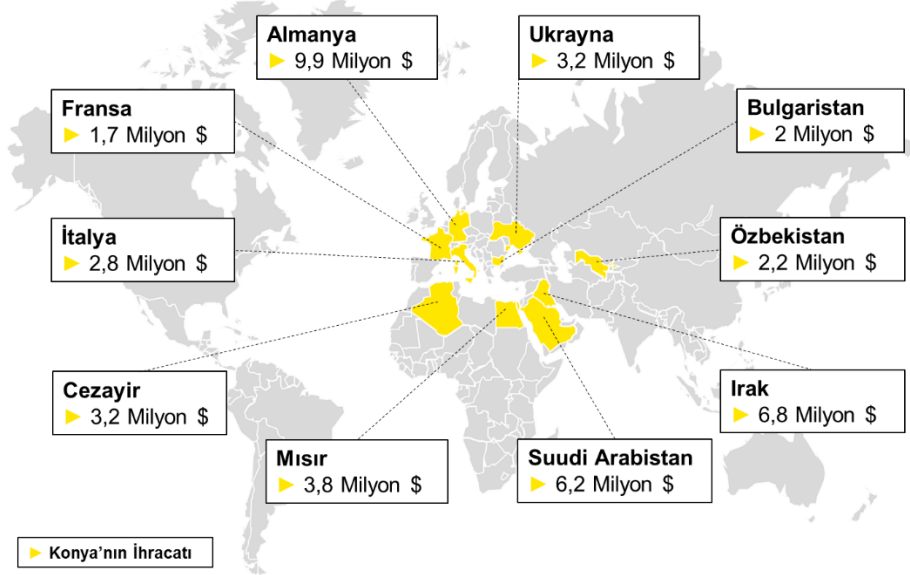 Almanya
► 9,9 Milyon $
Ukrayna
► 3,2 Milyon $
Fransa
► 1,7 Milyon $
Bulgaristan
► 2 Milyon $
İtalya
► 2,8 Milyon $
Özbekistan
► 2,2 Milyon $
Cezayir
► 3,2 Milyon $
Irak
► 6,8 Milyon $
Mısır
► 3,8 Milyon $
Suudi Arabistan
► 6,2 Milyon $
► Konya’nın İhracatı